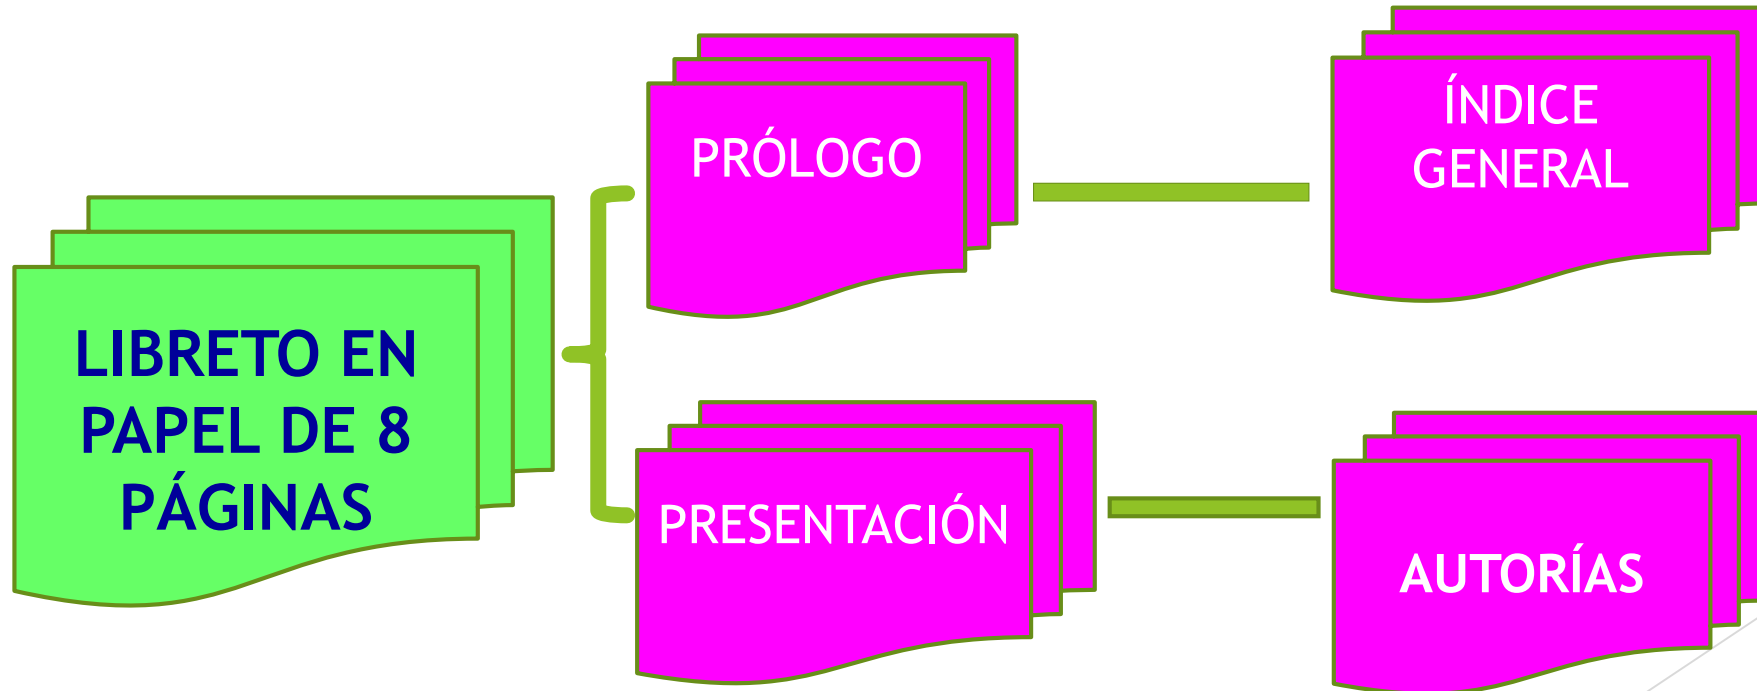 LIBRETO EN
PAPEL DE 8
PÁGINAS
PRÓLOGO
ÍNDICE
GENERAL
PRESENTACIÓN
AUTORÍAS